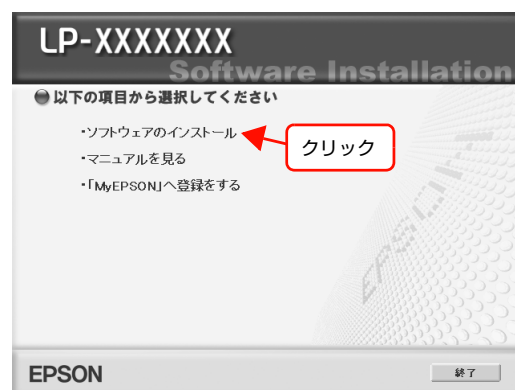 LP-XXXXXXX
Software Installation
以下の項目から選択してください
・ソフトウェアのインストール
クリック
・マニュアルを見る
・「MyEPSON」へ登録をする
EPSON
EPSON
終了